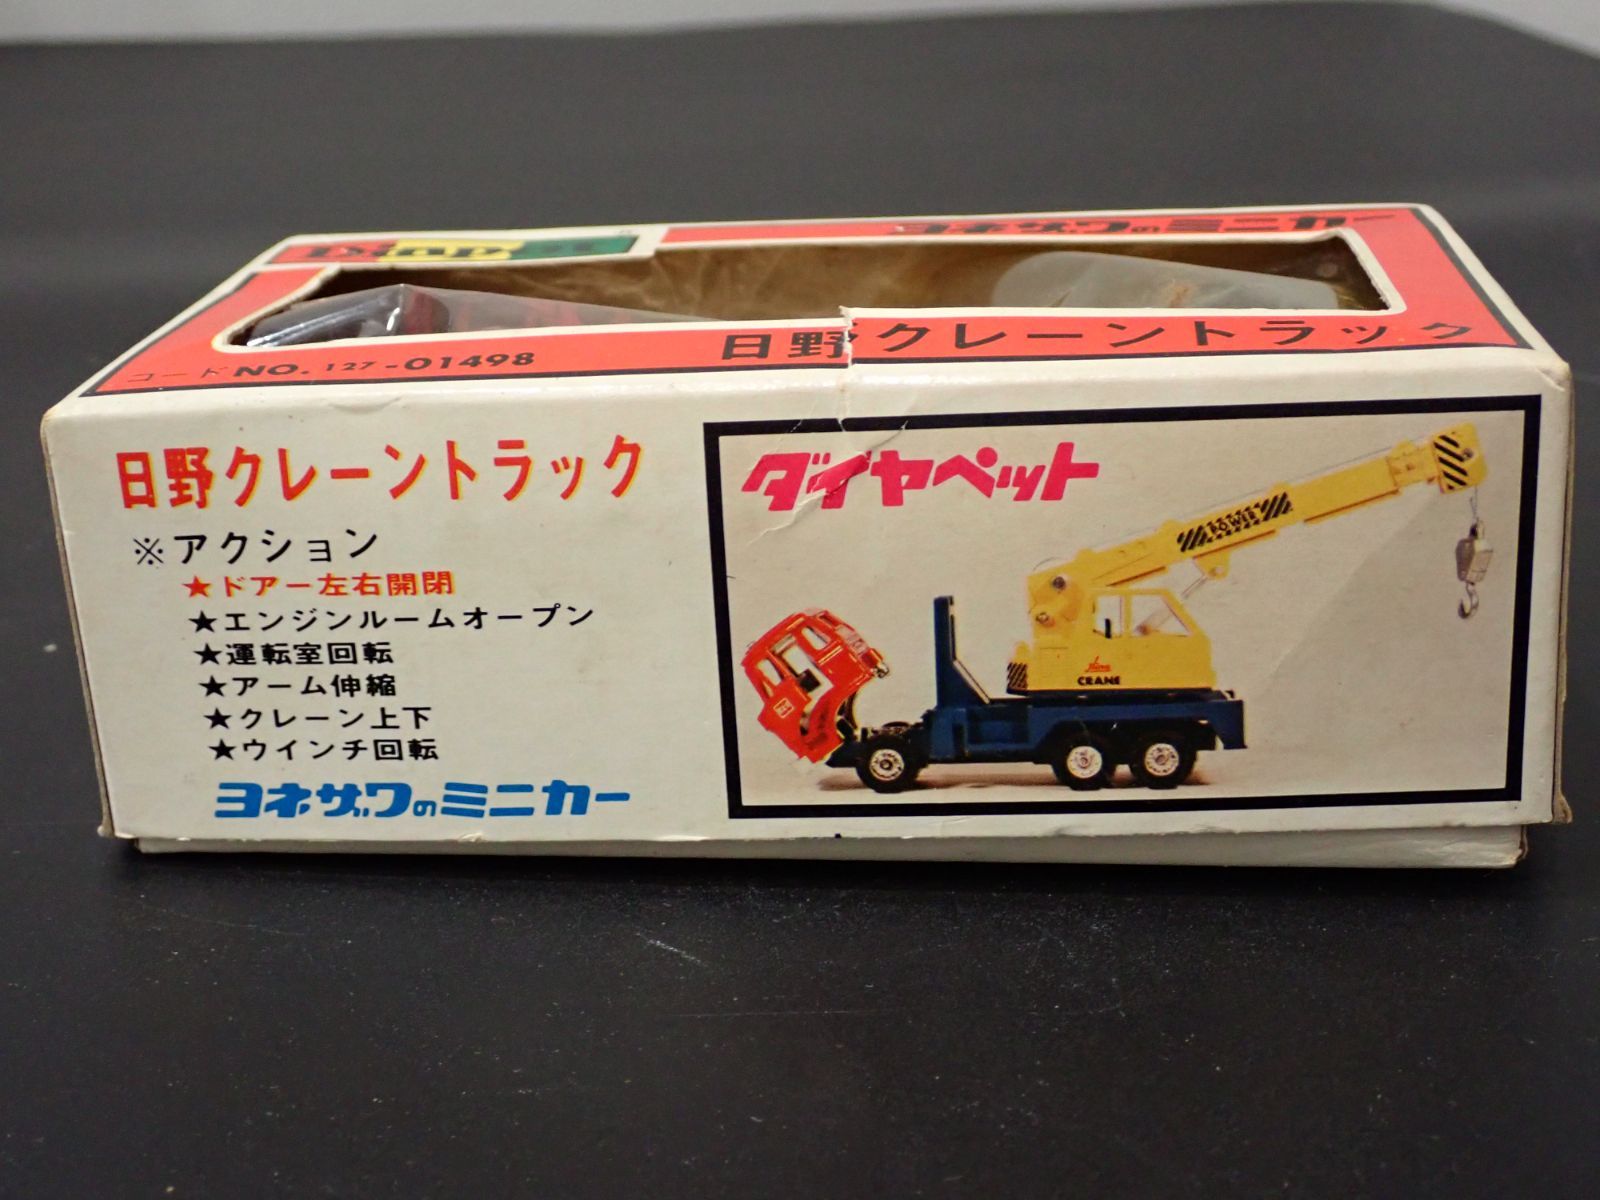 Diapet
ヨネザワのミニカー
コードNO. 127-01498
日野クレーントラック
日野クレーントラック
※アクション
★ドアー左右開閉
★エンジンルームオープン
★運転室回転
★アーム伸縮
★クレーン上下
★ウインチ回転
ヨネザワのミニカー
ダイヤペット
POWER
CRANE